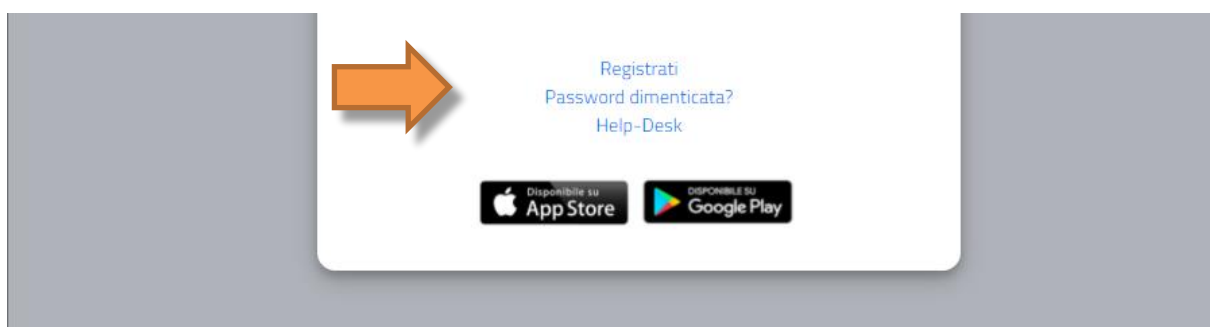 Registrati
Password dimenticata?
Help-Desk
Disponibile su
App Store
DISPONIBILE SU
Google Play